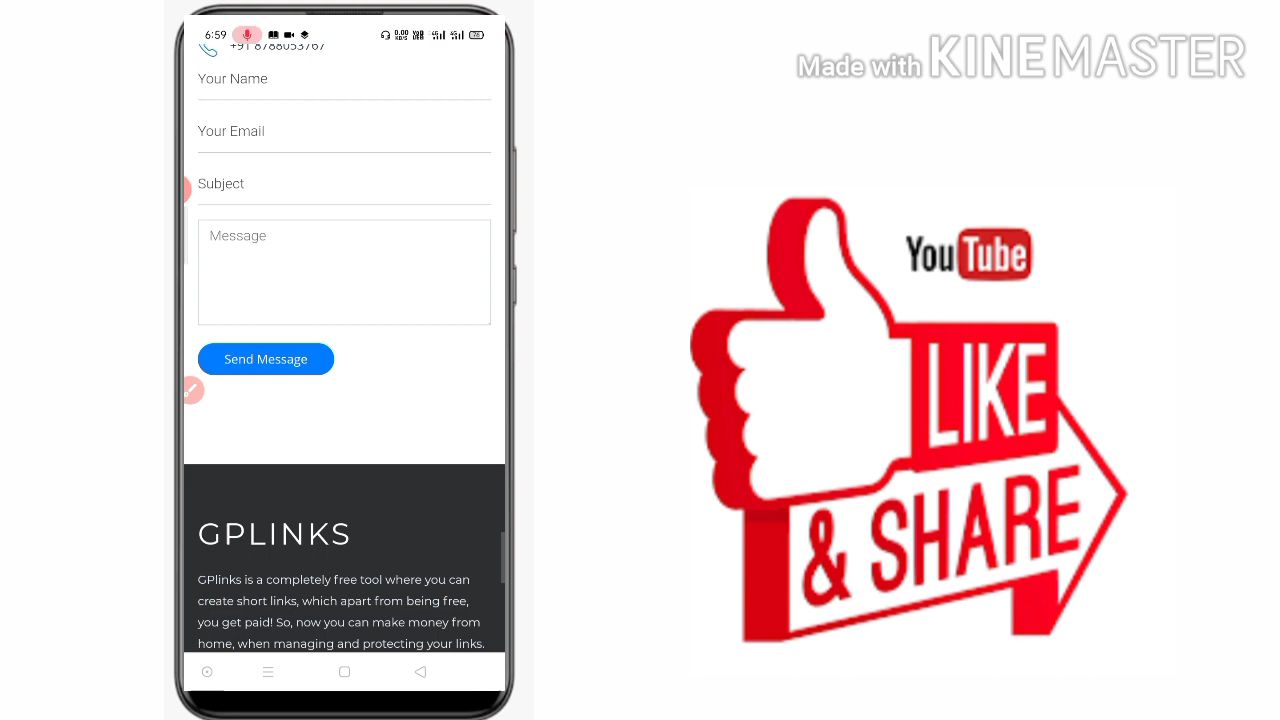 6:59
+91 8788053767
Your Name
Your Email
Subject
Message
Send Message
GPLINKS
GPlinks is a completely free tool where you can
create short links, which apart from being free,
you get paid! So, now you can make money from
home, when managing and protecting your links.
Made with KINEMASTER
YouTube
LIKE
& SHARE